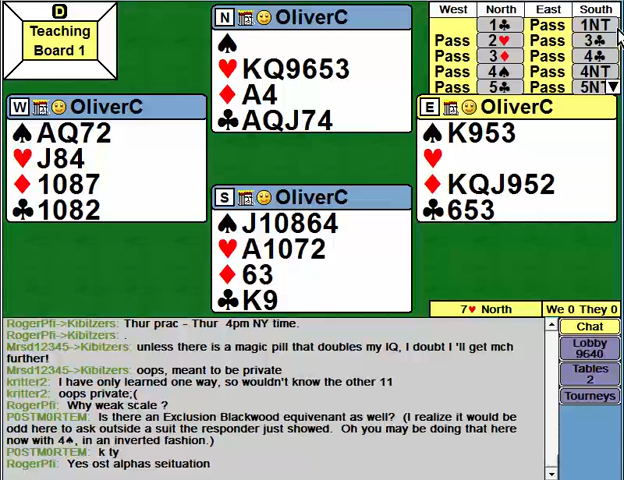 D
Teaching
Board 1
N OliverC
♠
♥ KQ9653
♦ A4
♣ AQJ74
West North East South
1♣ Pass 1NT
Pass 2♥ Pass 3♣
Pass 3♦ Pass 4♣
Pass 4♠ Pass 4NT
Pass 5♣ Pass 5N
W OliverC
♠ AQ72
♥ J84
♦ 1087
♣ 1082
E OliverC
♠ K953
♥
♦ KQJ952
♣ 653
S OliverC
♠ J10864
♥ A1072
♦ 63
♣ K9
7♥ North We 0 They 0
RogerPfi->Kibitzers: Thur prac - Thur 4pm NY time.
RogerPfi->Kibitzers: .
Mrsd12345->Kibitzers: unless there is a magic pill that doubles my IQ, I doubt I 'll get mch
further!
Mrsd12345->Kibitzers: oops, meant to be private
kritter2: I have only learned one way, so wouldn't know the other 11
kritter2: oops private;(
RogerPfi: Why weak scale ?
P0STM0RTEM: Is there an Exclusion Blackwood equivenant as well? (I realize it would be
odd here to ask outside a suit the responder just showed. Oh you may be doing that here
now with 4♠, in an inverted fashion.)
P0STM0RTEM: k ty
RogerPfi: Yes ost alphas seituation
Chat
Lobby
9640
Tables
2
Tourneys